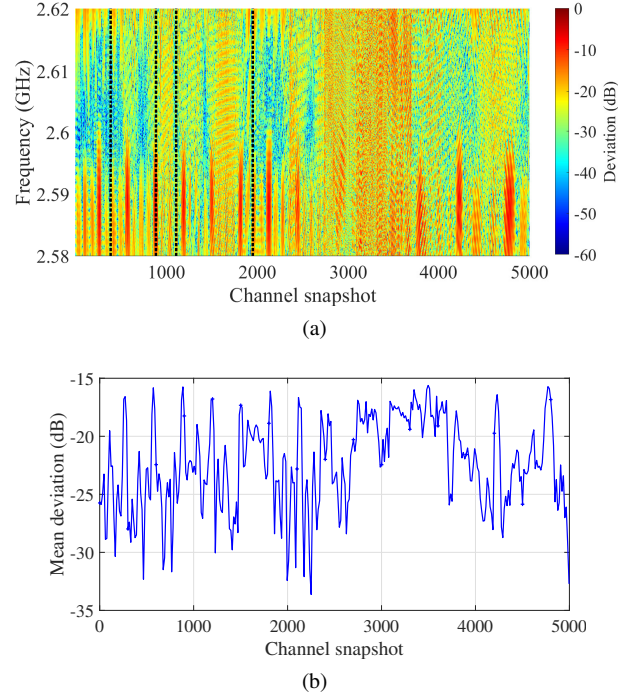 2.62
2.61
2.6
2.59
2.58
Frequency (GHz)
1000 2000 3000 4000 5000
Channel snapshot
0
-10
-20
-30
-40
-50
-60
Deviation (dB)
(a)
-15
-20
-25
-30
-35
Mean deviation (dB)
0 1000 2000 3000 4000 5000
Channel snapshot
(b)